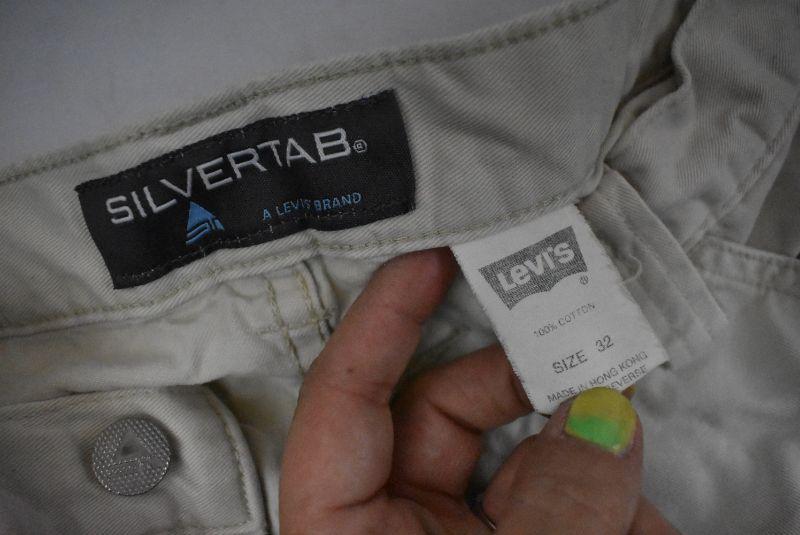 SILVERTAB®
A LEVI'S BRAND
LEVI'S
®
100% COTTON
SIZE 32
MADE IN HONG KONG
REVERSE